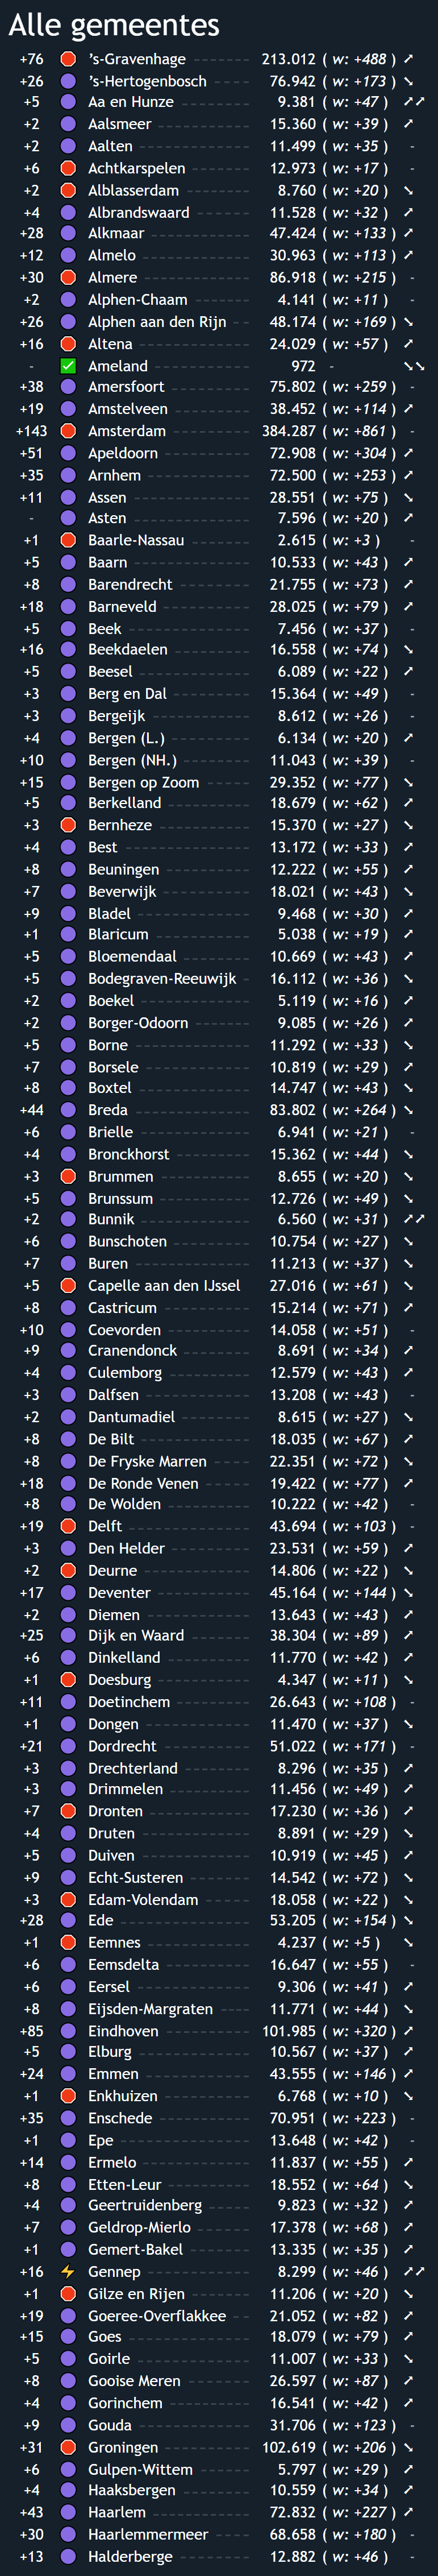 Alle gemeentes
+76 's-Gravenhage 213.012 ( w: +488 ) ➚
+26 's-Hertogenbosch 76.942 ( w: +173 ) ➘
+5 Aa en Hunze 9.381 ( w: +47 ) ➚➚
+2 Aalsmeer 15.360 ( w: +39 ) ➚
+2 Aalten 11.499 ( w: +35 ) -
+6 Achtkarspelen 12.973 ( w: +17 ) -
+2 Alblasserdam 8.760 ( w: +20 ) ➘
+4 Albrandswaard 11.528 ( w: +32 ) ➚
+28 Alkmaar 47.424 ( w: +133 ) ➚
+12 Almelo 30.963 ( w: +113 ) ➚
+30 Almere 86.918 ( w: +215 ) -
+2 Alphen-Chaam 4.141 ( w: +11 ) -
+26 Alphen aan den Rijn 48.174 ( w: +169 ) ➘
+16 Altena 24.029 ( w: +57 ) ➚
- Ameland 972 - ➘➘
+38 Amersfoort 75.802 ( w: +259 ) -
+19 Amstelveen 38.452 ( w: +114 ) ➚
+143 Amsterdam 384.287 ( w: +861 ) -
+51 Apeldoorn 72.908 ( w: +304 ) ➚
+35 Arnhem 72.500 ( w: +253 ) ➚
+11 Assen 28.551 ( w: +75 ) ➘
- Asten 7.596 ( w: +20 ) ➚
+1 Baarle-Nassau 2.615 ( w: +3 ) -
+5 Baarn 10.533 ( w: +43 ) ➚
+8 Barendrecht 21.755 ( w: +73 ) ➚
+18 Barneveld 28.025 ( w: +79 ) ➚
+5 Beek 7.456 ( w: +37 ) -
+16 Beekdaelen 16.558 ( w: +74 ) ➘
+5 Beesel 6.089 ( w: +22 ) ➚
+3 Berg en Dal 15.364 ( w: +49 ) -
+3 Bergeijk 8.612 ( w: +26 ) -
+4 Bergen (L.) 6.134 ( w: +20 ) ➚
+10 Bergen (NH.) 11.043 ( w: +39 ) -
+15 Bergen op Zoom 29.352 ( w: +77 ) ➘
+5 Berkelland 18.679 ( w: +62 ) ➚
+3 Bernheze 15.370 ( w: +27 ) ➘
+4 Best 13.172 ( w: +33 ) ➚
+8 Beuningen 12.222 ( w: +55 ) ➚
+7 Beverwijk 18.021 ( w: +43 ) ➘
+9 Bladel 9.468 ( w: +30 ) ➚
+1 Blaricum 5.038 ( w: +19 ) ➚
+5 Bloemendaal 10.669 ( w: +43 ) ➚
+5 Bodegraven-Reeuwijk 16.112 ( w: +36 ) ➘
+2 Boekel 5.119 ( w: +16 ) ➚
+2 Borger-Odoorn 9.085 ( w: +26 ) ➚
+5 Borne 11.292 ( w: +33 ) ➘
+7 Borsele 10.819 ( w: +29 ) ➚
+8 Boxtel 14.747 ( w: +43 ) ➘
+44 Breda 83.802 ( w: +264 ) ➘
+6 Brielle 6.941 ( w: +21 ) -
+4 Bronckhorst 15.362 ( w: +44 ) ➘
+3 Brummen 8.655 ( w: +20 ) ➘
+5 Brunssum 12.726 ( w: +49 ) ➘
+2 Bunnik 6.560 ( w: +31 ) ➚➚
+6 Bunschoten 10.754 ( w: +27 ) ➘
+7 Buren 11.213 ( w: +37 ) ➘
+5 Capelle aan den IJssel 27.016 ( w: +61 ) ➘
+8 Castricum 15.214 ( w: +71 ) ➚
+10 Coevorden 14.058 ( w: +51 ) -
+9 Cranendonck 8.691 ( w: +34 ) ➚
+4 Culemborg 12.579 ( w: +43 ) ➚
+3 Dalfsen 13.208 ( w: +43 ) -
+2 Dantumadiel 8.615 ( w: +27 ) ➘
+8 De Bilt 18.035 ( w: +67 ) ➚
+8 De Fryske Marren 22.351 ( w: +72 ) ➘
+18 De Ronde Venen 19.422 ( w: +77 ) ➚
+8 De Wolden 10.222 ( w: +42 ) -
+19 Delft 43.694 ( w: +103 ) -
+3 Den Helder 23.531 ( w: +59 ) ➚
+2 Deurne 14.806 ( w: +22 ) ➘
+17 Deventer 45.164 ( w: +144 ) ➘
+2 Diemen 13.643 ( w: +43 ) ➚
+25 Dijk en Waard 38.304 ( w: +89 ) ➚
+6 Dinkelland 11.770 ( w: +42 ) ➚
+1 Doesburg 4.347 ( w: +11 ) ➘
+11 Doetinchem 26.643 ( w: +108 ) -
+1 Dongen 11.470 ( w: +37 ) ➘
+21 Dordrecht 51.022 ( w: +171 ) -
+3 Drechterland 8.296 ( w: +35 ) ➚
+3 Drimmelen 11.456 ( w: +49 ) ➚
+7 Dronten 17.230 ( w: +36 ) ➚
+4 Druten 8.891 ( w: +29 ) ➘
+5 Duiven 10.919 ( w: +45 ) ➚
+9 Echt-Susteren 14.542 ( w: +72 ) ➘
+3 Edam-Volendam 18.058 ( w: +22 ) ➘
+28 Ede 53.205 ( w: +154 ) ➘
+1 Eemnes 4.237 ( w: +5 ) ➘
+6 Eemsdelta 16.647 ( w: +55 ) -
+6 Eersel 9.306 ( w: +41 ) ➚
+8 Eijsden-Margraten 11.771 ( w: +44 ) ➘
+85 Eindhoven 101.985 ( w: +320 ) ➚
+5 Elburg 10.567 ( w: +37 ) ➚
+24 Emmen 43.555 ( w: +146 ) ➚
+1 Enkhuizen 6.768 ( w: +10 ) ➘
+35 Enschede 70.951 ( w: +223 ) -
+1 Epe 13.648 ( w: +42 ) -
+14 Ermelo 11.837 ( w: +55 ) ➚
+8 Etten-Leur 18.552 ( w: +64 ) ➘
+4 Geertruidenberg 9.823 ( w: +32 ) ➚
+7 Geldrop-Mierlo 17.378 ( w: +68 ) ➚
+1 Gemert-Bakel 13.335 ( w: +35 ) ➚
+16 Gennep 8.299 ( w: +46 ) ➚➚
+1 Gilze en Rijen 11.206 ( w: +20 ) ➘
+19 Goeree-Overflakkee 21.052 ( w: +82 ) ➚
+15 Goes 18.079 ( w: +79 ) ➚
+5 Goirle 11.007 ( w: +33 ) ➘
+8 Gooise Meren 26.597 ( w: +87 ) ➚
+4 Gorinchem 16.541 ( w: +42 ) ➚
+9 Gouda 31.706 ( w: +123 ) -
+31 Groningen 102.619 ( w: +206 ) ➘
+6 Gulpen-Wittem 5.797 ( w: +29 ) ➚
+4 Haaksbergen 10.559 ( w: +34 ) ➚
+43 Haarlem 72.832 ( w: +227 ) ➚
+30 Haarlemmermeer 68.658 ( w: +180 ) -
+13 Halderberge 12.882 ( w: +46 ) -